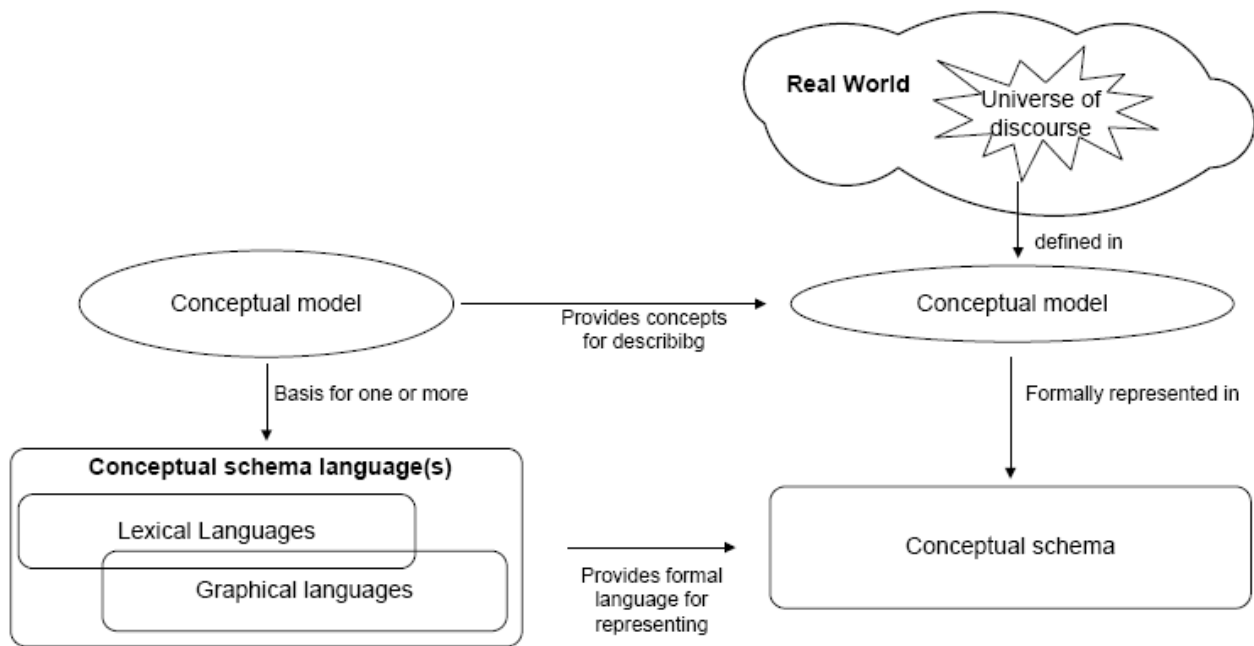 Real World
Universe of
discourse
defined in
Conceptual model
Provides concepts
for describibg
Conceptual model
Basis for one or more
Formally represented in
Conceptual schema language(s)
Lexical Languages
Graphical languages
Provides formal
language for
representing
Conceptual schema